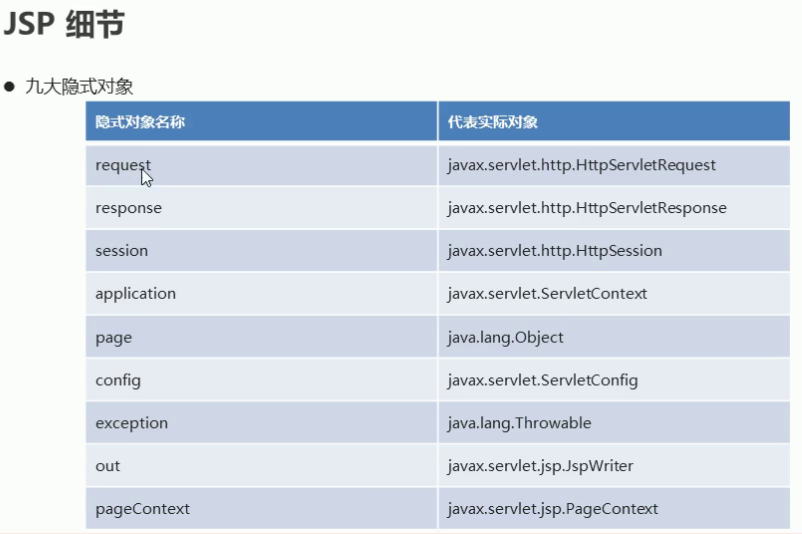 JSP 细节
● 九大隐式对象
隐式对象名称 代表实际对象
request javax.servlet.http.HttpServletRequest
response javax.servlet.http.HttpServletResponse
session javax.servlet.http.HttpSession
application javax.servlet.ServletContext
page java.lang.Object
config javax.servlet.ServletConfig
exception java.lang.Throwable
out javax.servlet.jsp.JspWriter
pageContext javax.servlet.jsp.PageContext